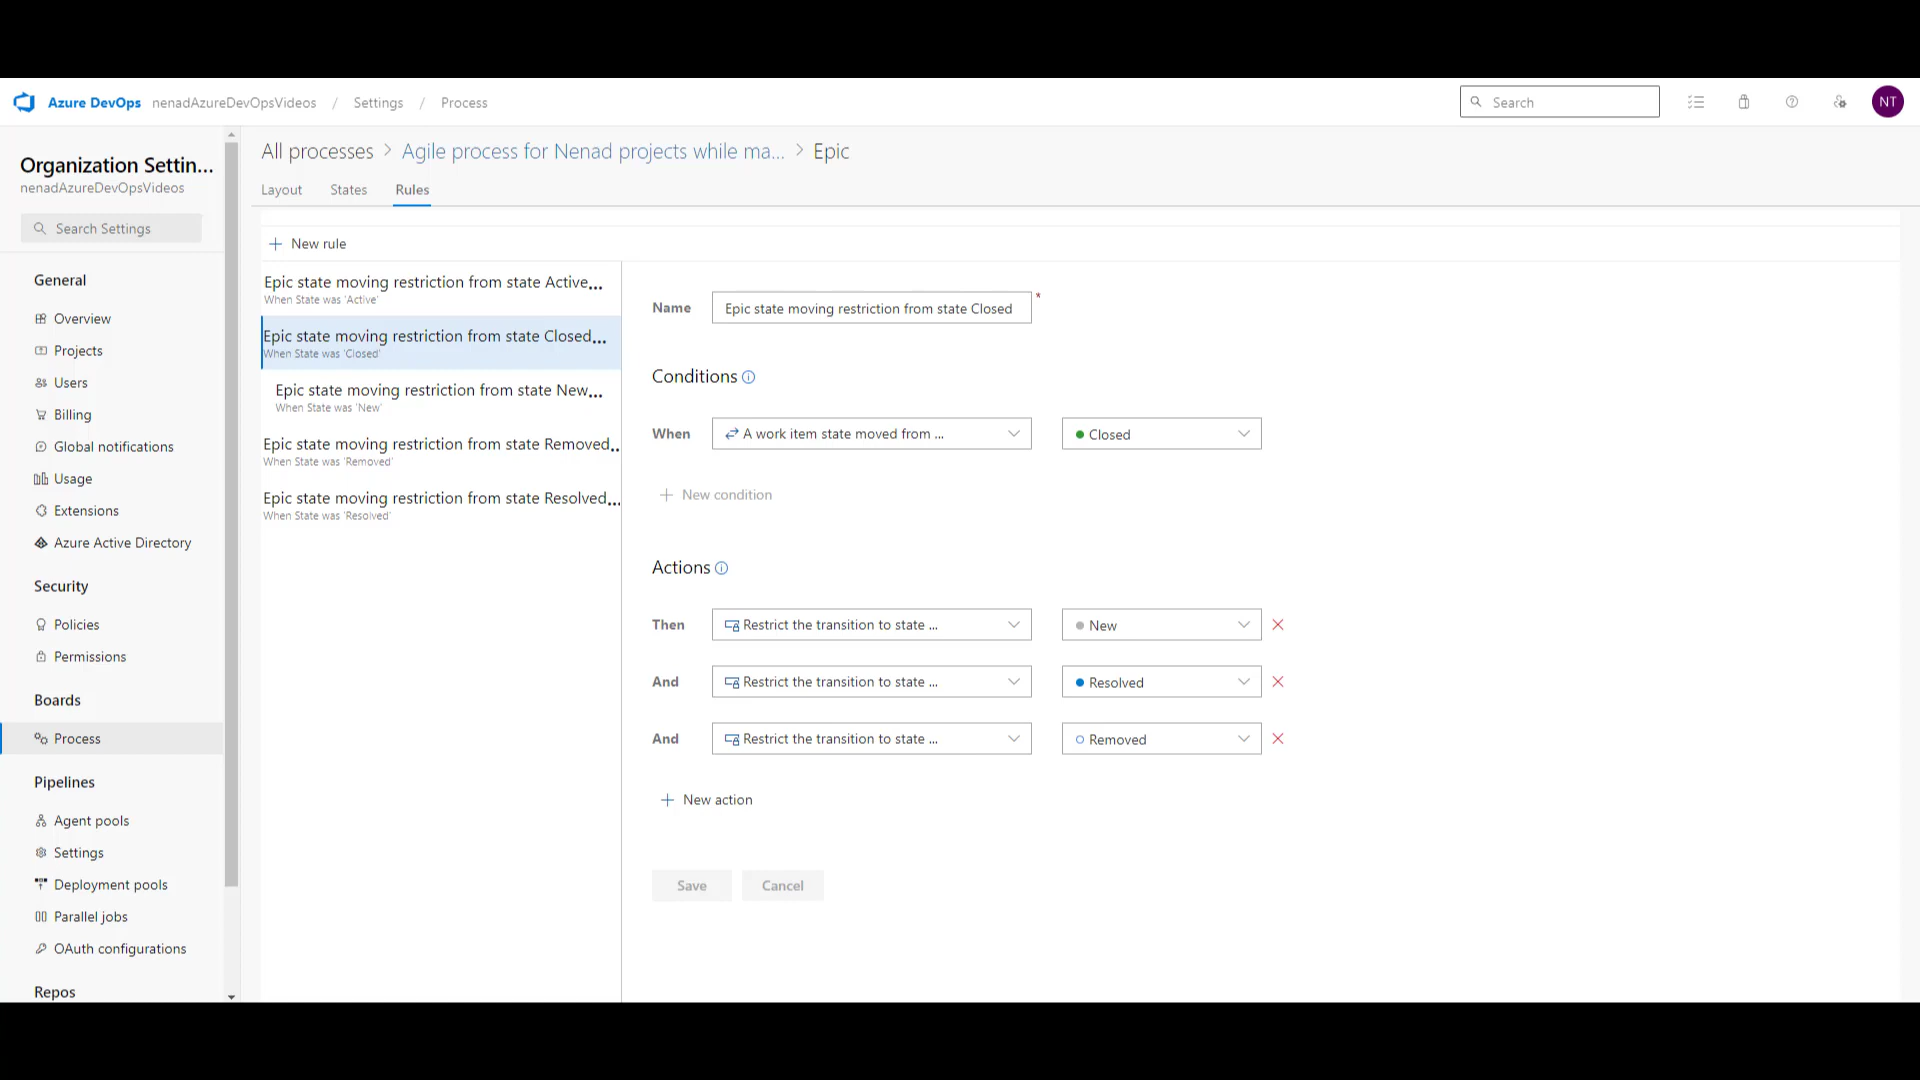 Azure DevOps nenadAzureDevOpsVideos / Settings / Process
Search
NT
Organization Settin...
nenadAzureDevOpsVideos
Search Settings
General
Overview
Projects
Users
Billing
Global notifications
Usage
Extensions
Azure Active Directory
Security
Policies
Permissions
Boards
Process
Pipelines
Agent pools
Settings
Deployment pools
Parallel jobs
OAuth configurations
Repos
All processes > Agile process for Nenad projects while ma... > Epic
Layout States Rules
New rule
Epic state moving restriction from state Active...
When State was 'Active'
Epic state moving restriction from state Closed...
When State was 'Closed'
Epic state moving restriction from state New...
When State was 'New'
Epic state moving restriction from state Removed...
When State was 'Removed'
Epic state moving restriction from state Resolved...
When State was 'Resolved'
Name Epic state moving restriction from state Closed *
Conditions
When A work item state moved from ... Closed
New condition
Actions
Then Restrict the transition to state ... New
And Restrict the transition to state ... Resolved
And Restrict the transition to state ... Removed
New action
Save Cancel